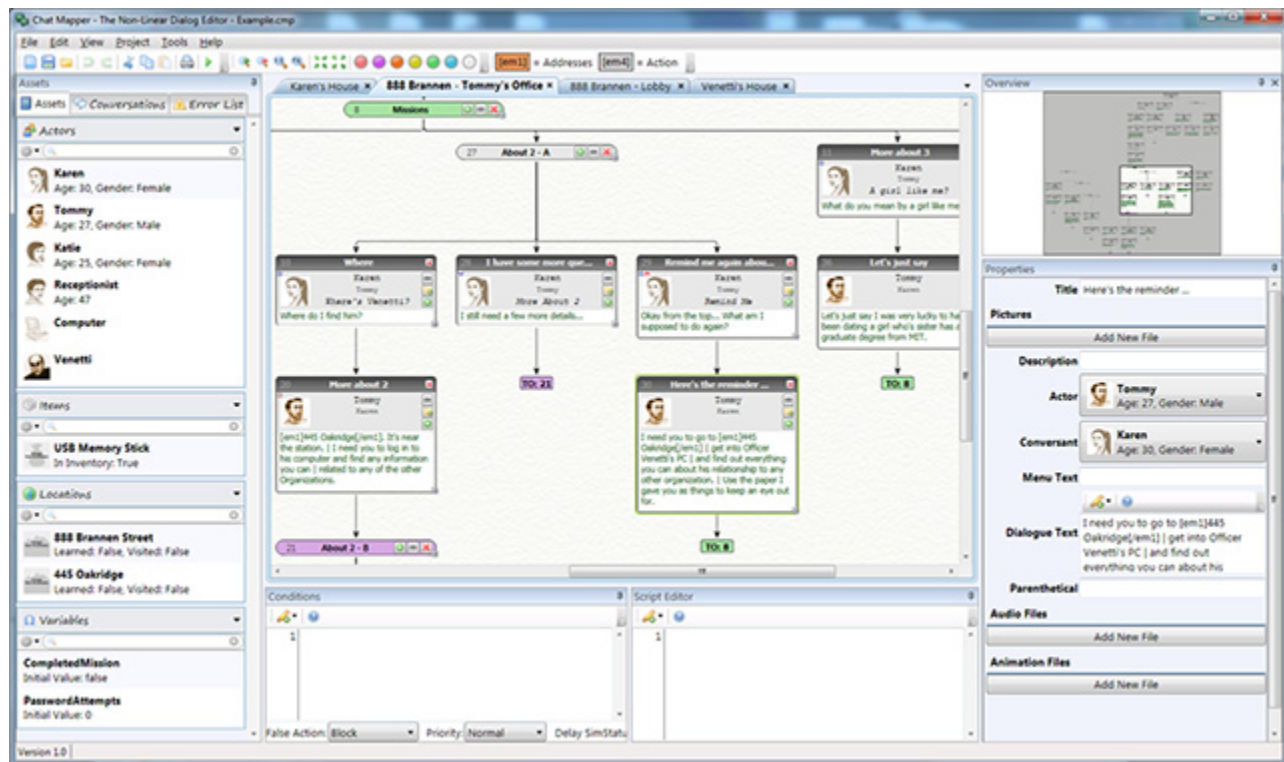 Chat Mapper - The Non-Linear Dialog Editor - Example.cmp
File Edit View Project Tools Help
[em1] = Addresses [em4] = Action
Assets
Assets Conversations Error List
Actors
Karen
Age: 30, Gender: Female
Tommy
Age: 27, Gender: Male
Katie
Age: 25, Gender: Female
Receptionist
Age: 47
Computer
Venetti
Items
USB Memory Stick
In Inventory: True
Locations
888 Brannen Street
Learned: False, Visited: False
445 Oakridge
Learned: False, Visited: False
Variables
CompletedMission
Initial Value: false
PasswordAttempts
Initial Value: 0
Version 1.0
Karen's House 888 Brannen - Tommy's Office 888 Brannen - Lobby Venetti's House
8 Missions
27 About 2 - A
More about 3
Karen
Tommy
A girl like me?
What do you mean by a girl like me
Where
Karen
Tommy
Where's Venetti?
Where do I find him?
I have some more que...
Karen
Tommy
More About 2
I still need a few more details...
Remind me again abou...
Karen
Tommy
Remind Me
Okay from the top... What am I
supposed to do again?
Let's just say
Tommy
Karen
Let's just say I was very lucky to ha
been dating a girl who's sister has a
graduate degree from MIT.
More about 2
Tommy
Karen
[em1]445 Oakridge[/em1]. It's near
the station. | I need you to log in to
his computer and find any information
you can | related to any of the other
Organizations.
TO: 21
Here's the reminder ...
Tommy
Karen
I need you to go to [em1]445
Oakridge[/em1] | get into Officer
Venetti's PC | and find out everything
you can about his relationship to any
other organization. | Use the paper I
gave you as things to keep an eye out
for.
TO: 8
21 About 2 - B
TO: 8
Conditions
1
False Action: Block Priority: Normal Delay SimStatu
Script Editor
1
Overview
Properties
Title Here's the reminder ...
Pictures
Add New File
Description
Actor Tommy
Age: 27, Gender: Male
Conversant Karen
Age: 30, Gender: Female
Menu Text
Dialogue Text I need you to go to [em1]445
Oakridge[/em1] | get into Officer
Venetti's PC | and find out
everything you can about his
Parenthetical
Audio Files
Add New File
Animation Files
Add New File